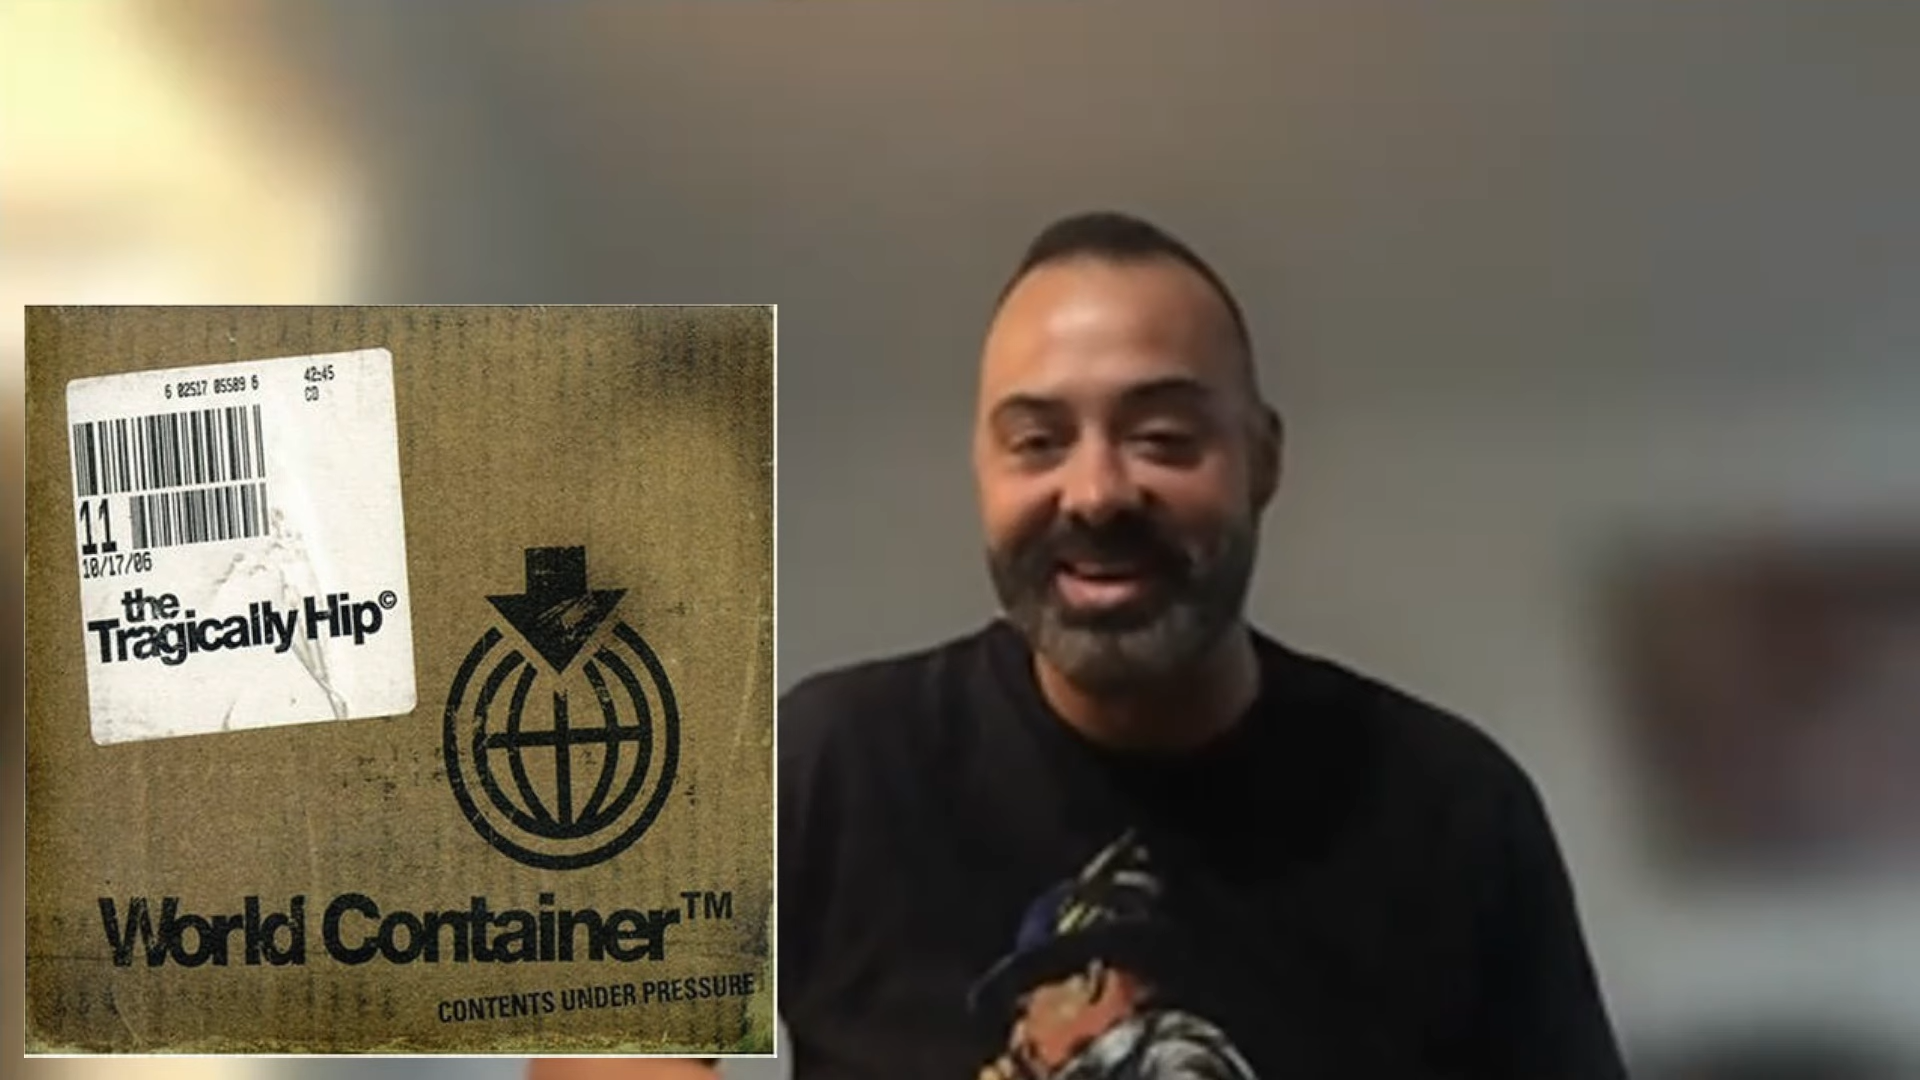 6 02517 05589 6
42:45
CD
11
10/17/06
the
Tragically Hip©
World Container™
CONTENTS UNDER PRESSURE